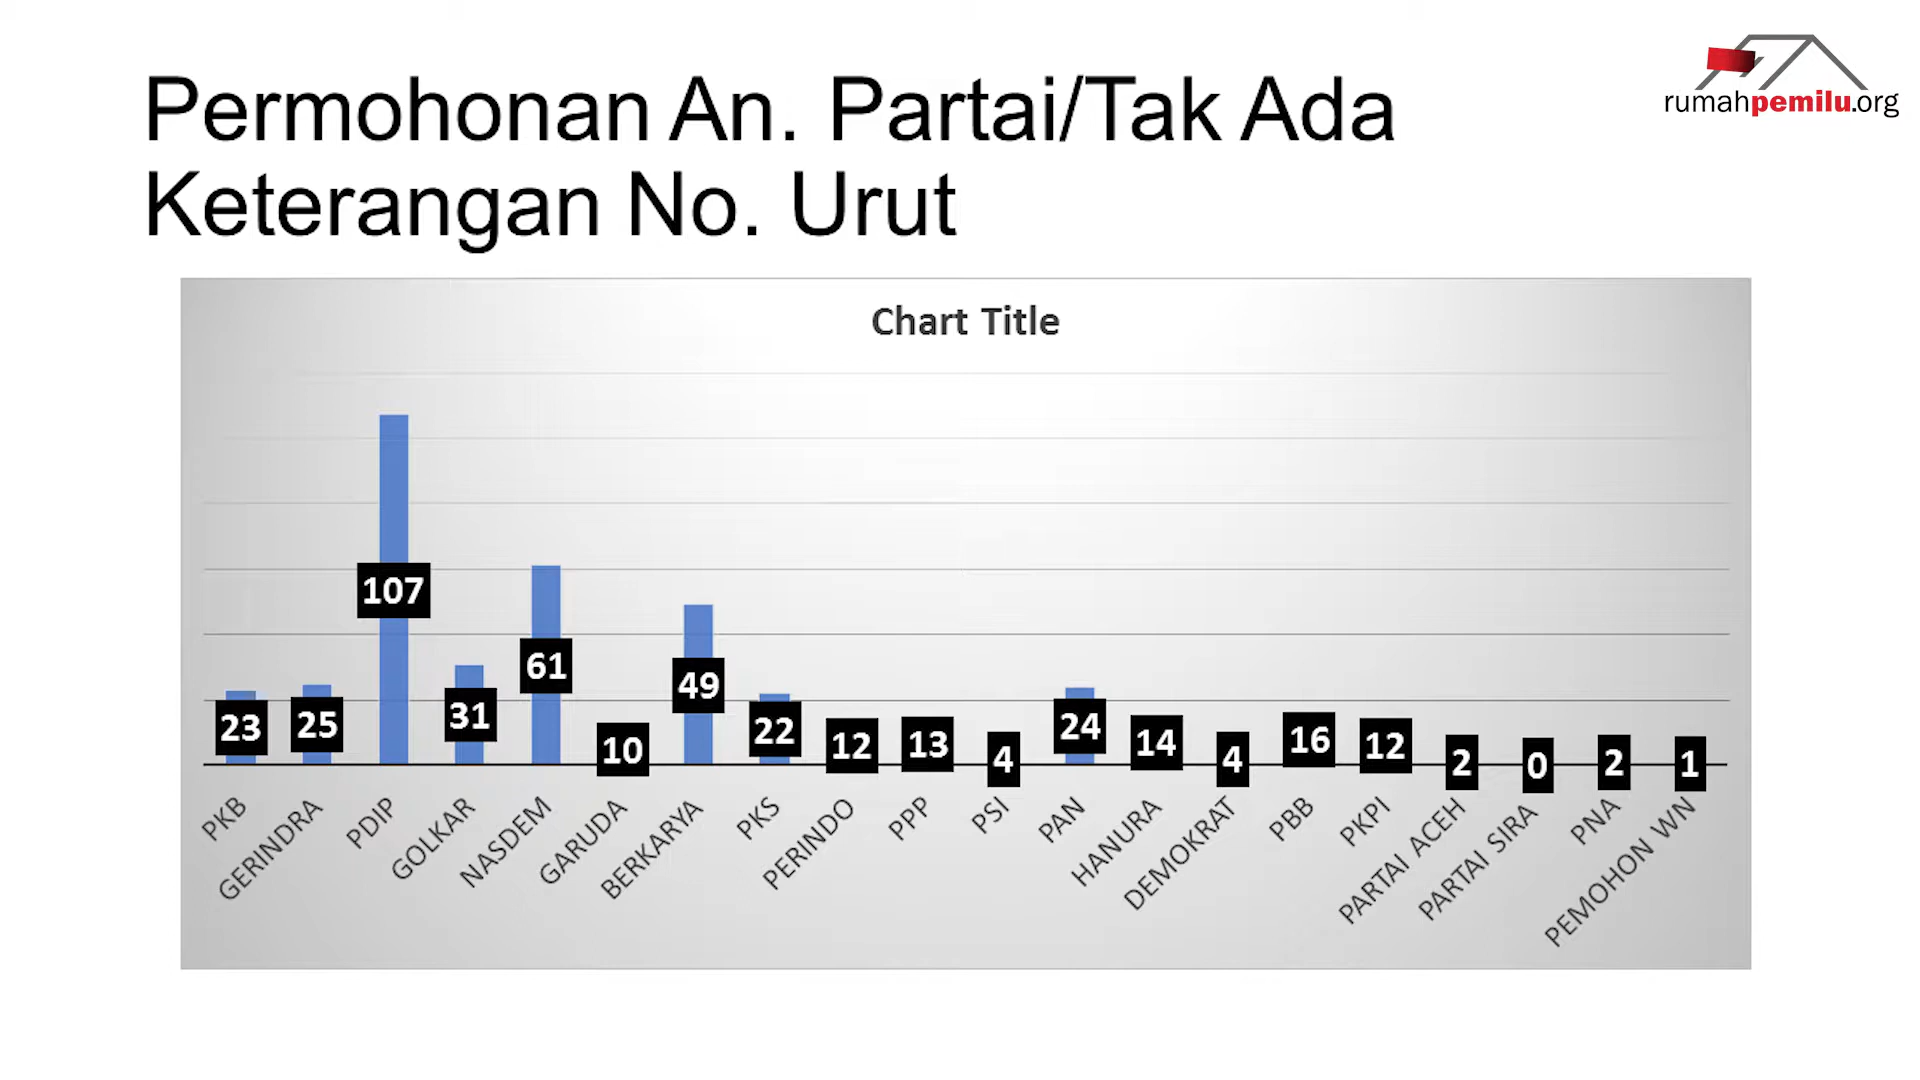 Permohonan An. Partai/Tak Ada
Keterangan No. Urut
rumahpemilu.org
Chart Title
107
61
49
31
23
25
10
22
12
13
4
24
14
4
16
12
2
0
2
1
PKB
GERINDRA
PDIP
GOLKAR
NASDEM
GARUDA
BERKARYA
PKS
PERINDO
PPP
PSI
PAN
HANURA
DEMOKRAT
PBB
PKPI
PARTAI ACEH
PARTAI SIRA
PNA
PEMOHON WN